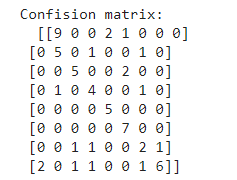 Confision matrix:
[[9 0 0 2 1 0 0 0]
[0 5 0 1 0 0 1 0]
[0 0 5 0 0 2 0 0]
[0 1 0 4 0 0 1 0]
[0 0 0 0 5 0 0 0]
[0 0 0 0 0 7 0 0]
[0 0 1 1 0 0 2 1]
[2 0 1 1 0 0 1 6]]